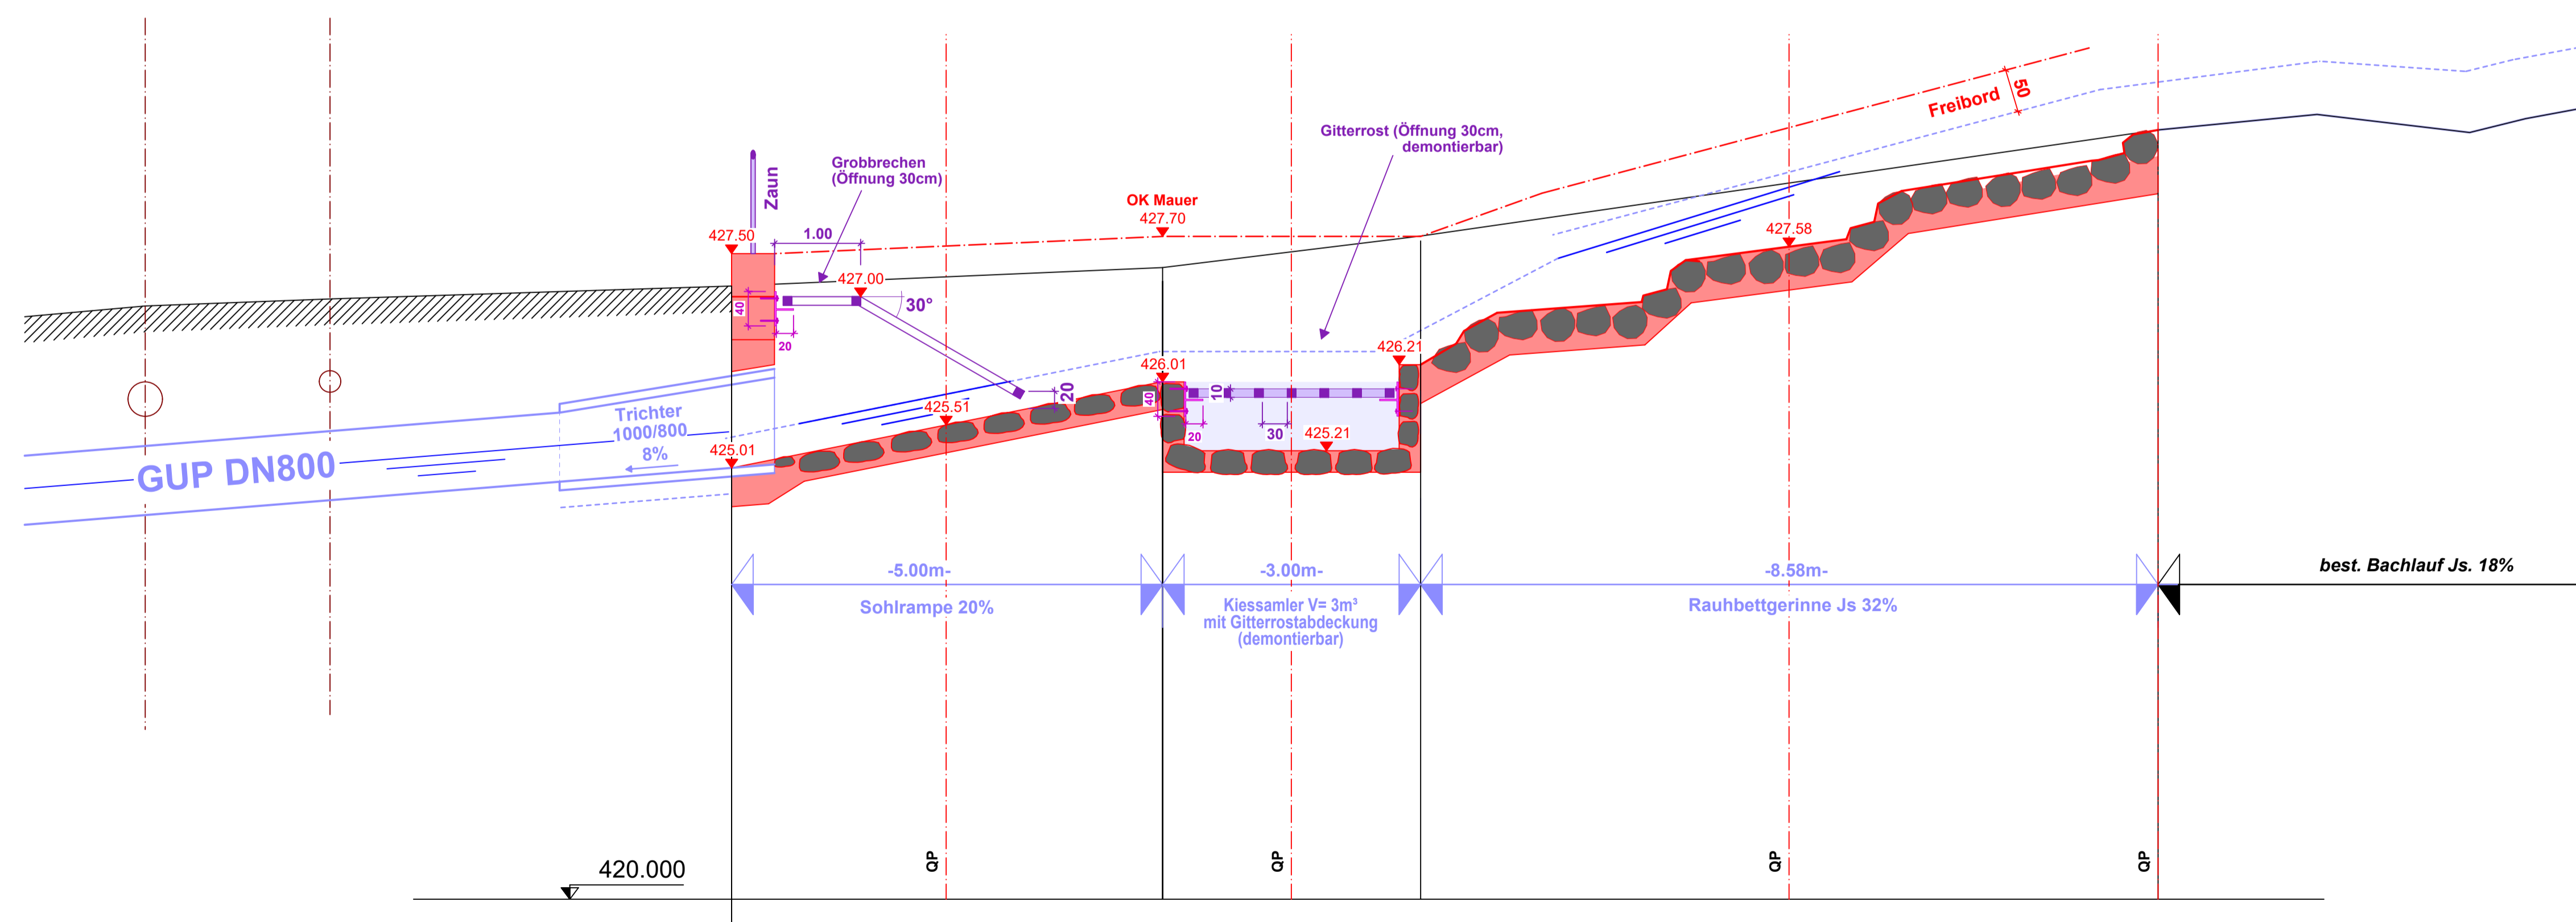 Freibord
50
Gitterrost (Öffnung 30cm,
demontierbar)
Zaun
Grobbrechen
(Öffnung 30cm)
OK Mauer
427.70
427.50
1.00
427.58
427.00
30°
40
20
426.21
426.01
20
10
40
425.51
Trichter
1000/800
8%
GUP DN800
425.01
20
30
425.21
-5.00m-
-3.00m-
-8.58m-
best. Bachlauf Js. 18%
Sohlrampe 20%
Kiessamler V= 3m³
mit Gitterrostabdeckung
(demontierbar)
Rauhbettgerinne Js 32%
QP
QP
QP
QP
420.000